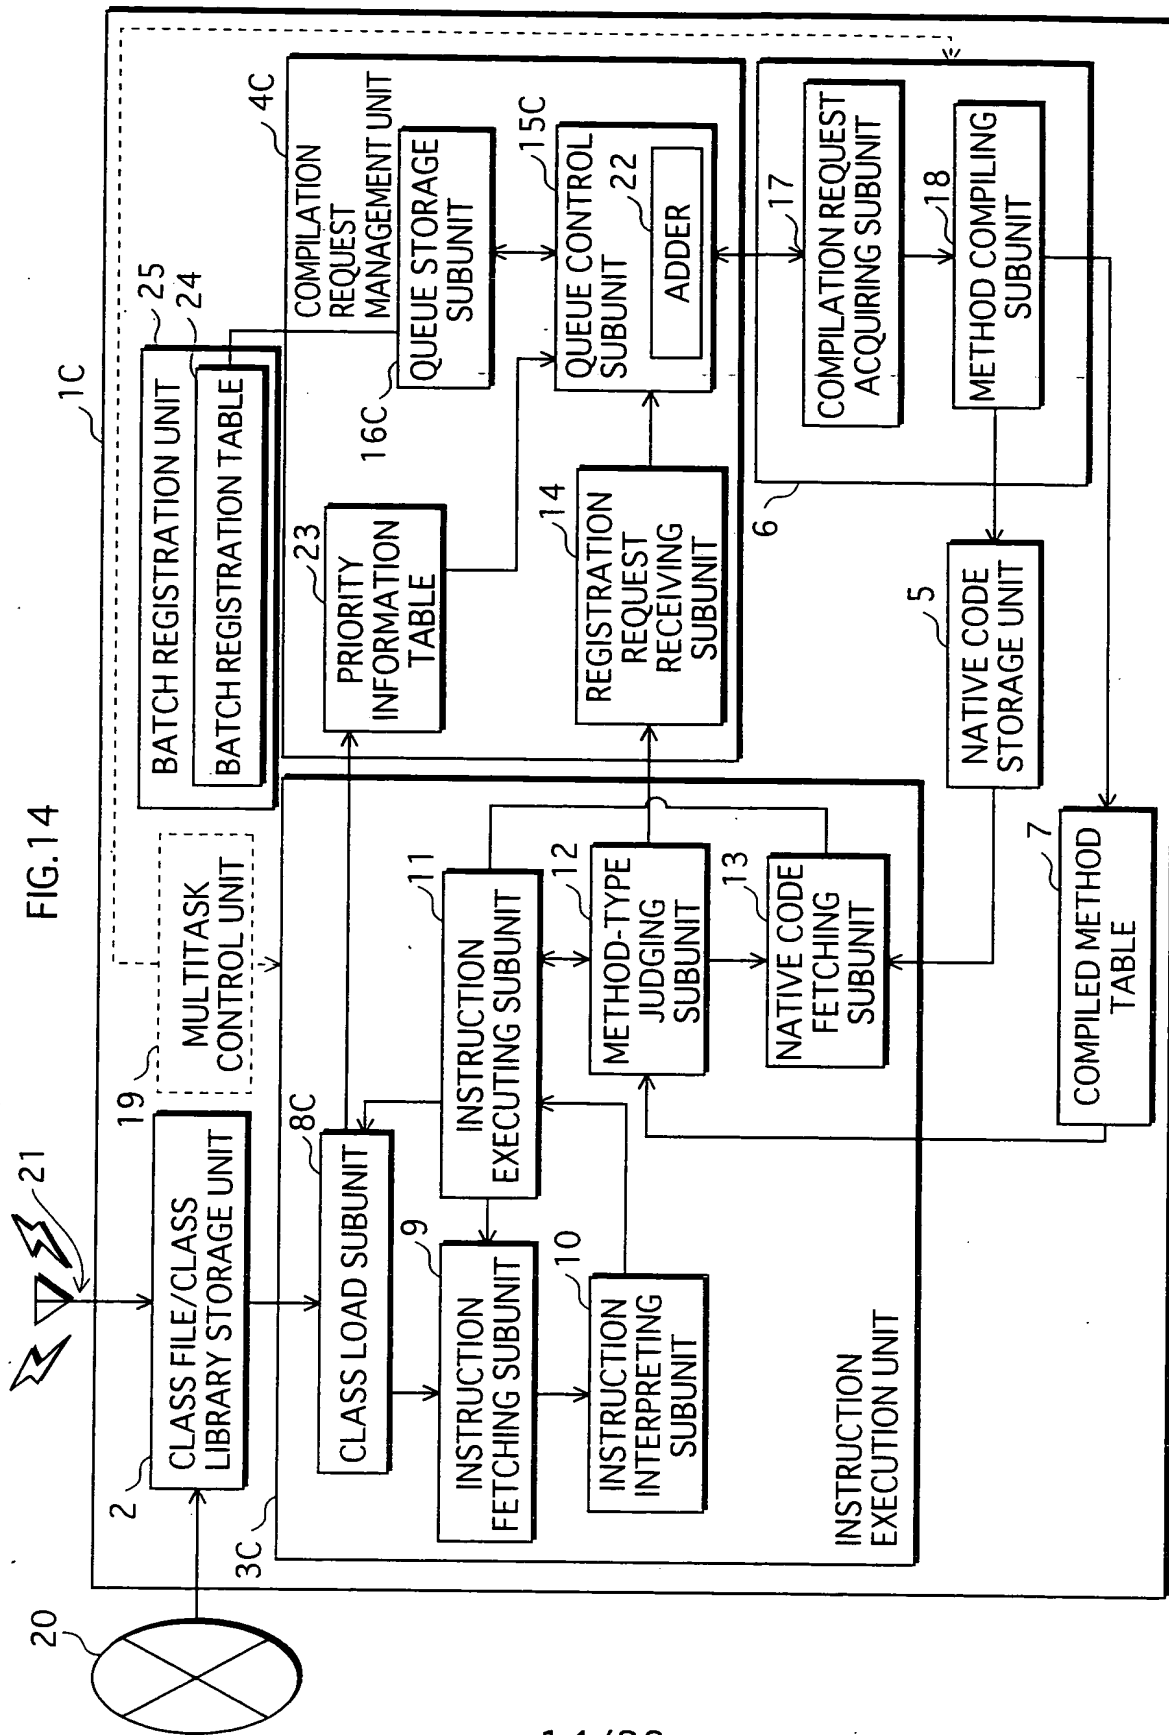 FIG.14
20
21
1C
2
CLASS FILE/CLASS
LIBRARY STORAGE UNIT
19
MULTITASK
CONTROL UNIT
BATCH REGISTRATION UNIT
25
BATCH REGISTRATION TABLE
24
3C
CLASS LOAD SUBUNIT
8C
INSTRUCTION
FETCHING SUBUNIT
9
INSTRUCTION
INTERPRETING
SUBUNIT
10
INSTRUCTION
EXECUTING SUBUNIT
11
METHOD-TYPE
JUDGING
SUBUNIT
12
NATIVE CODE
FETCHING
SUBUNIT
13
INSTRUCTION
EXECUTION UNIT
4C
COMPILATION
REQUEST
MANAGEMENT UNIT
PRIORITY
INFORMATION
TABLE
23
16C
QUEUE STORAGE
SUBUNIT
QUEUE CONTROL
SUBUNIT
15C
ADDER
22
REGISTRATION
REQUEST
RECEIVING
SUBUNIT
14
6
COMPILATION REQUEST
ACQUIRING SUBUNIT
17
METHOD COMPILING
SUBUNIT
18
NATIVE CODE
STORAGE UNIT
5
COMPILED METHOD
TABLE
7